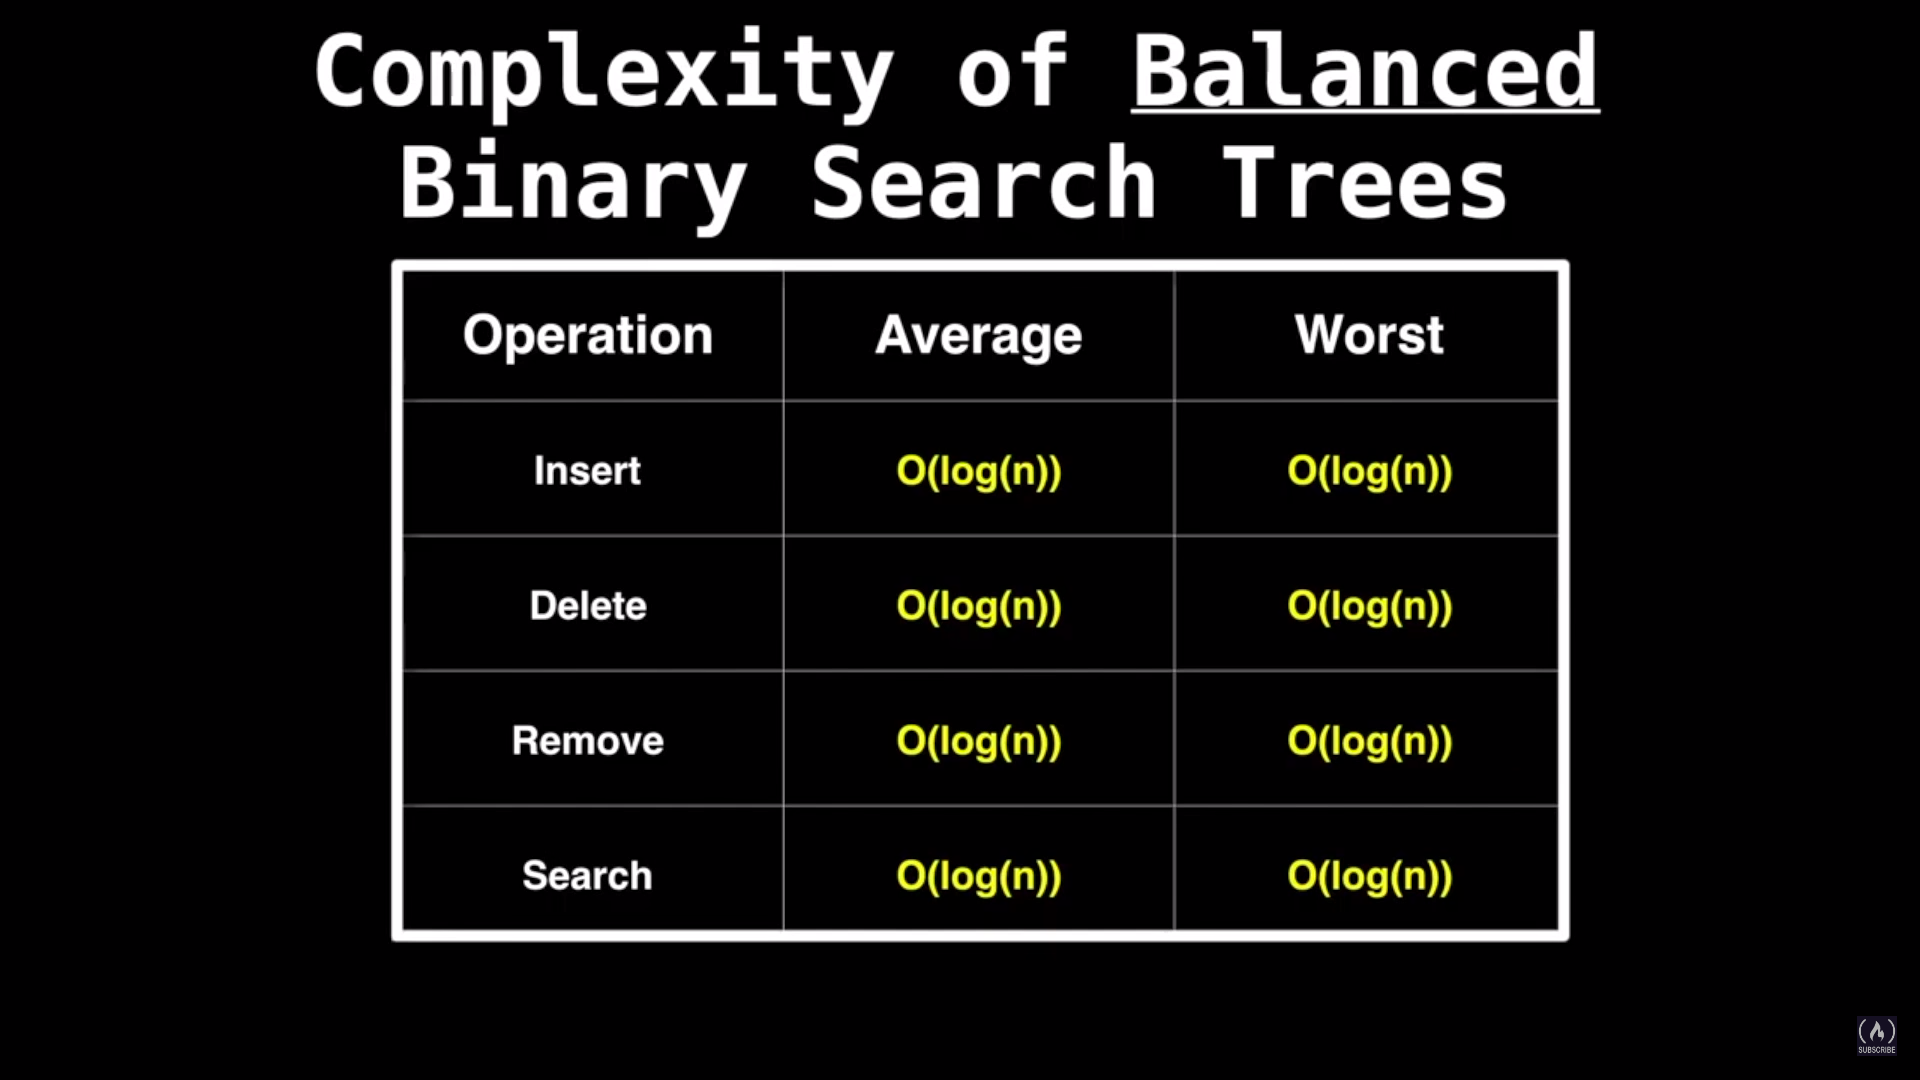 Complexity of Balanced
Binary Search Trees
Operation Average Worst
Insert O(log(n)) O(log(n))
Delete O(log(n)) O(log(n))
Remove O(log(n)) O(log(n))
Search O(log(n)) O(log(n))
SUBSCRIBE